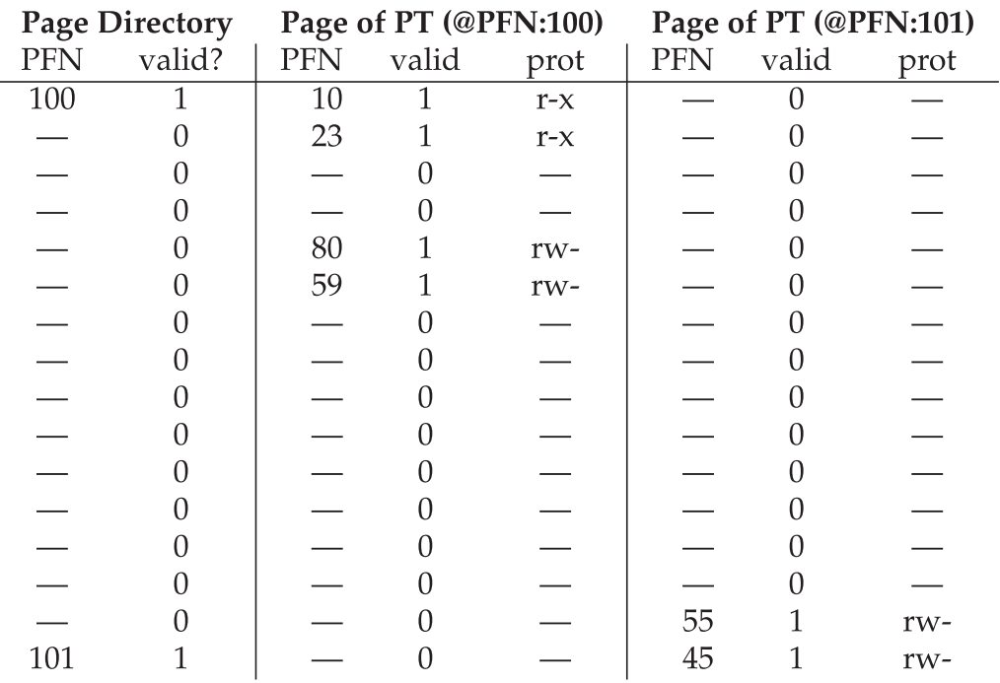 Page Directory Page of PT (@PFN:100) Page of PT (@PFN:101)
PFN valid? PFN valid prot PFN valid prot
100 1 10 1 r-x — 0 —
— 0 23 1 r-x — 0 —
— 0 — 0 — — 0 —
— 0 — 0 — — 0 —
— 0 80 1 rw- — 0 —
— 0 59 1 rw- — 0 —
— 0 — 0 — — 0 —
— 0 — 0 — — 0 —
— 0 — 0 — — 0 —
— 0 — 0 — — 0 —
— 0 — 0 — — 0 —
— 0 — 0 — — 0 —
— 0 — 0 — — 0 —
— 0 — 0 — — 0 —
— 0 — 0 — 55 1 rw-
101 1 — 0 — 45 1 rw-